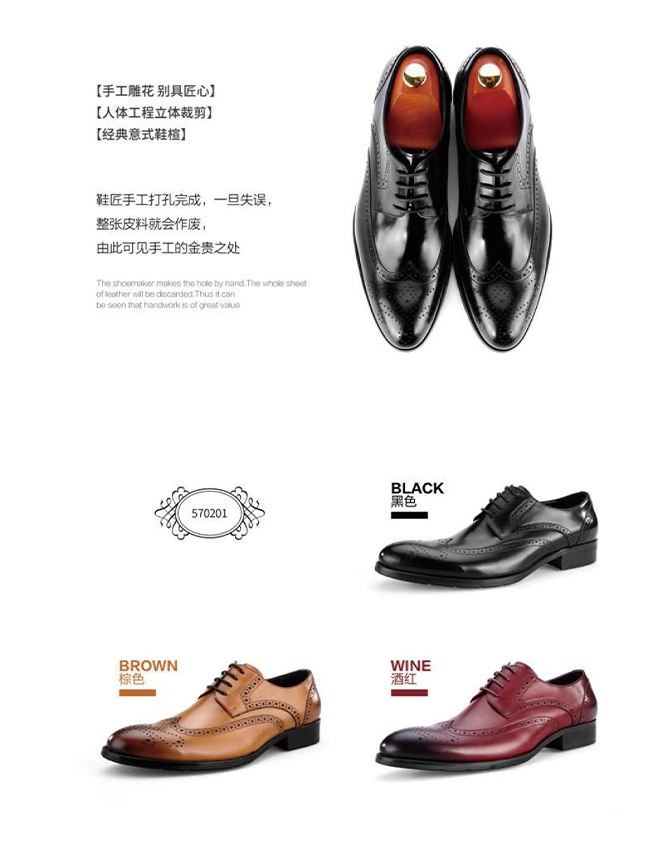 【手工雕花 别具匠心】
【人体工程立体裁剪】
【经典意式鞋楦】
鞋匠手工打孔完成，一旦失误，
整张皮料就会作废，
由此可见手工的金贵之处
The shoemaker makes the hole by hand.The whole sheet
of leather will be discarded.Thus it can
be seen that handwork is of great value
570201
BLACK
黑色
BROWN
棕色
WINE
酒红